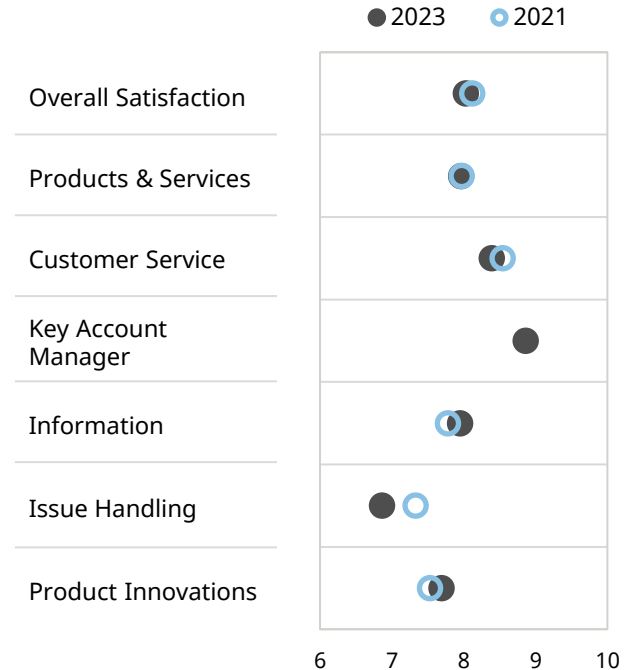 2023 2021
Overall Satisfaction
Products & Services
Customer Service
Key Account
Manager
Information
Issue Handling
Product Innovations
6 7 8 9 10